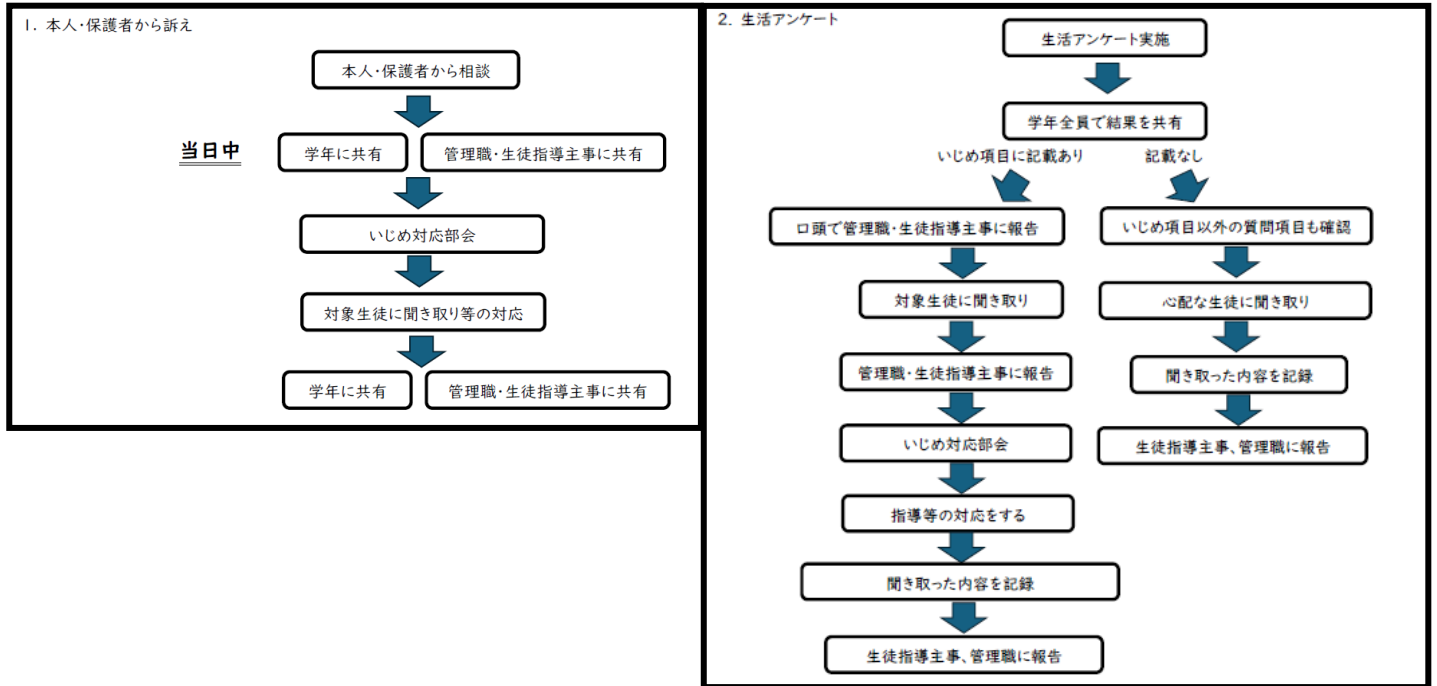 1. 本人・保護者から訴え
本人・保護者から相談
当日中
学年に共有
管理職・生徒指導主事に共有
いじめ対応部会
対象生徒に聞き取り等の対応
学年に共有
管理職・生徒指導主事に共有
2. 生活アンケート
生活アンケート実施
学年全員で結果を共有
いじめ項目に記載あり
記載なし
口頭で管理職・生徒指導主事に報告
いじめ項目以外の質問項目も確認
対象生徒に聞き取り
心配な生徒に聞き取り
管理職・生徒指導主事に報告
聞き取った内容を記録
いじめ対応部会
生徒指導主事、管理職に報告
指導等の対応をする
聞き取った内容を記録
生徒指導主事、管理職に報告